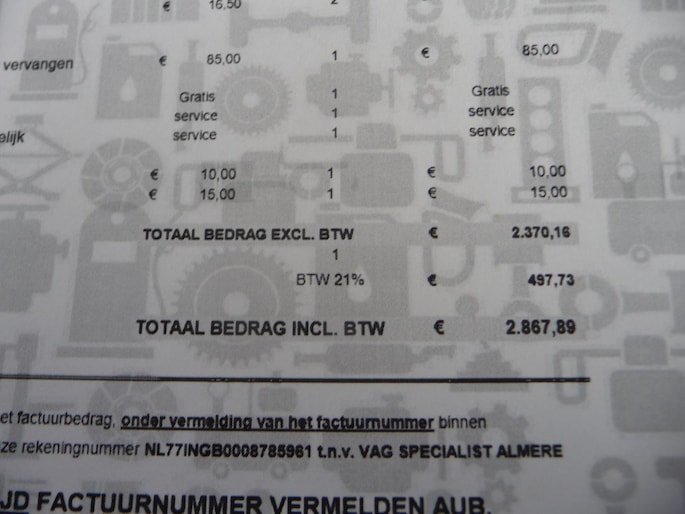 € 16,50 2
vervangen € 85,00 1 € 85,00
Gratis 1 Gratis
service 1 service
elijk service 1 service
€ 10,00 1 € 10,00
€ 15,00 1 € 15,00
TOTAAL BEDRAG EXCL. BTW € 2.370,16
1
BTW 21% € 497,73
TOTAAL BEDRAG INCL. BTW € 2.867,89
et factuurbedrag, onder vermelding van het factuurnummer binnen
ze rekeningnummer NL77INGB0008785961 t.n.v. VAG SPECIALIST ALMERE
JD FACTUURNUMMER VERMELDEN AUB.